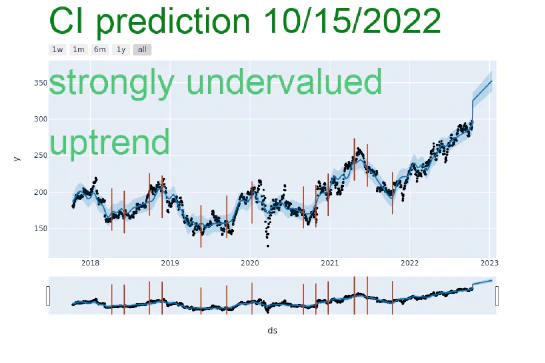 CI prediction 10/15/2022
1w 1m 6m 1y all
strongly undervalued
uptrend
y
350
300
250
200
150
2018 2019 2020 2021 2022 2023
ds